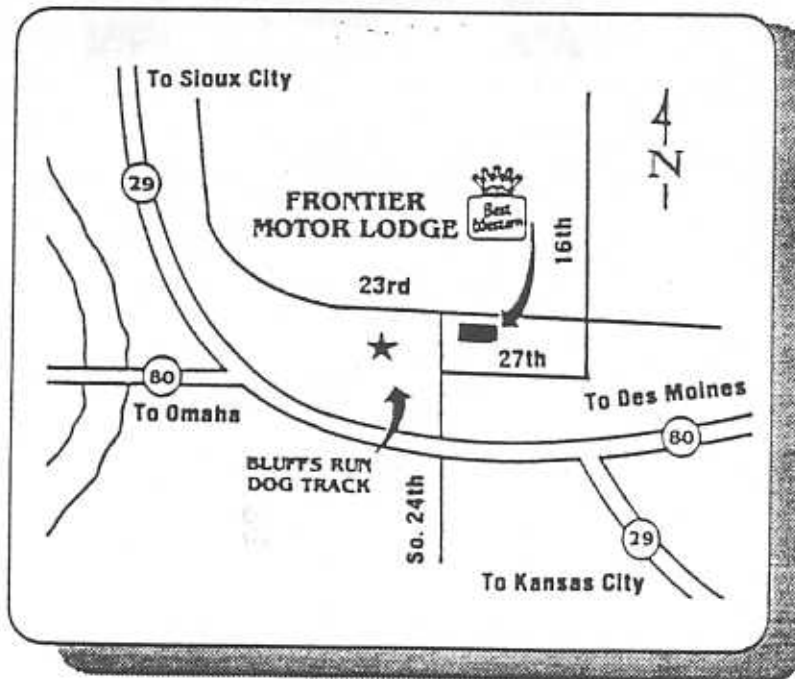 To Sioux City
29
FRONTIER
MOTOR LODGE
Best
Western
16th
N
23rd
27th
80
To Omaha
To Des Moines
80
BLUFFS RUN
DOG TRACK
So. 24th
29
To Kansas City